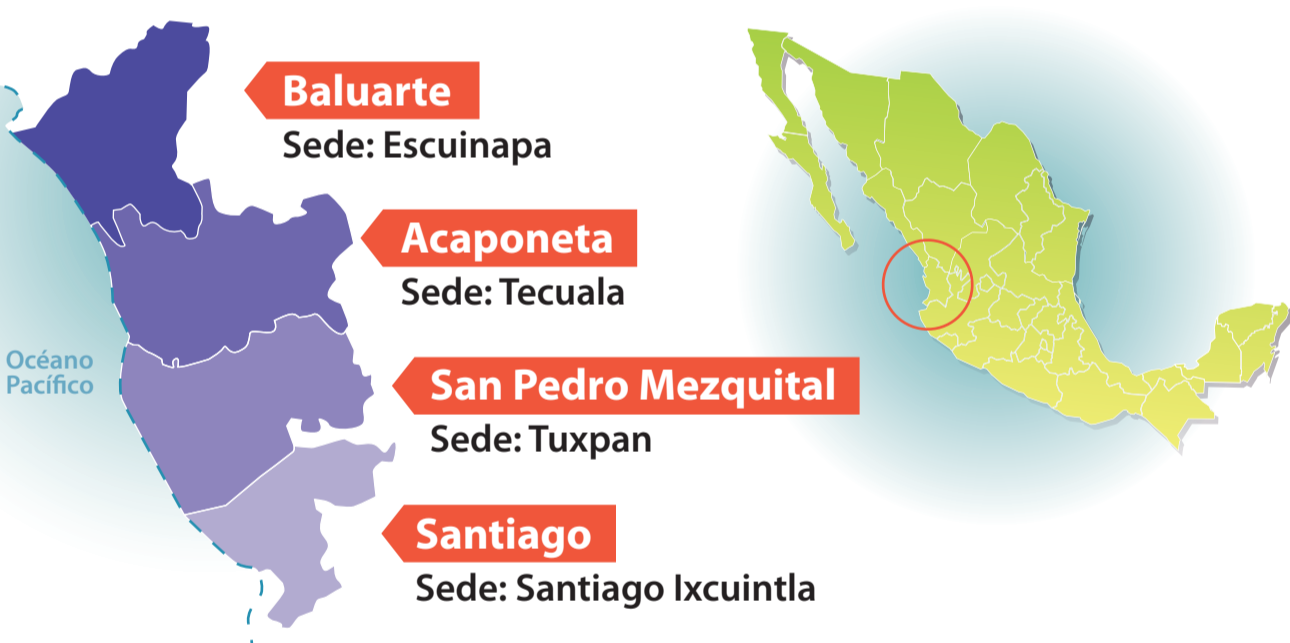 Baluarte
Sede: Escuinapa
Acaponeta
Sede: Tecuala
Océano
Pacífico
San Pedro Mezquital
Sede: Tuxpan
Santiago
Sede: Santiago Ixcuintla